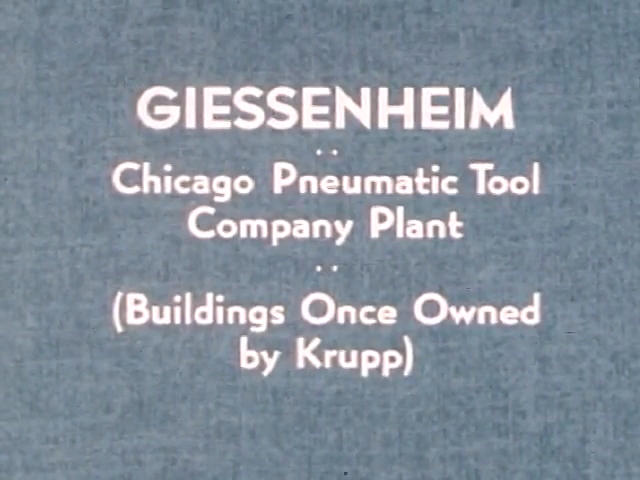 GIESSENHEIM
..
Chicago Pneumatic Tool
Company Plant
..
(Buildings Once Owned
by Krupp)